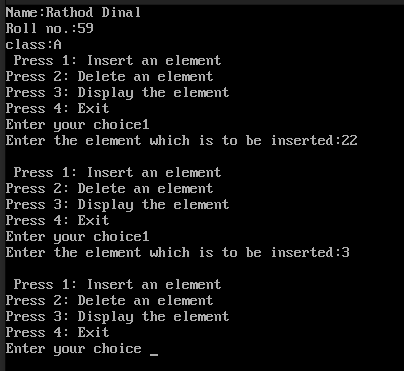 Name:Rathod Dinal
Roll no.:59
class:A
 Press 1: Insert an element
Press 2: Delete an element
Press 3: Display the element
Press 4: Exit
Enter your choice1
Enter the element which is to be inserted:22

 Press 1: Insert an element
Press 2: Delete an element
Press 3: Display the element
Press 4: Exit
Enter your choice1
Enter the element which is to be inserted:3

 Press 1: Insert an element
Press 2: Delete an element
Press 3: Display the element
Press 4: Exit
Enter your choice _